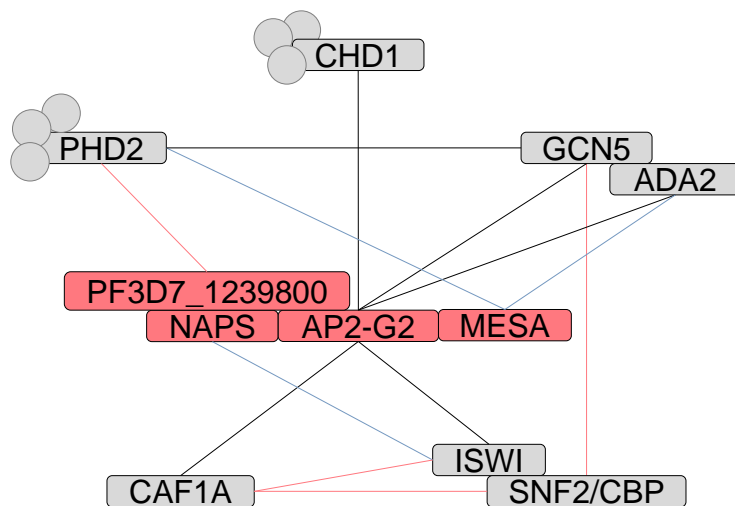 CHD1
PHD2
GCN5
ADA2
PF3D7_1239800
NAPS
AP2-G2
MESA
ISWI
CAF1A
SNF2/CBP